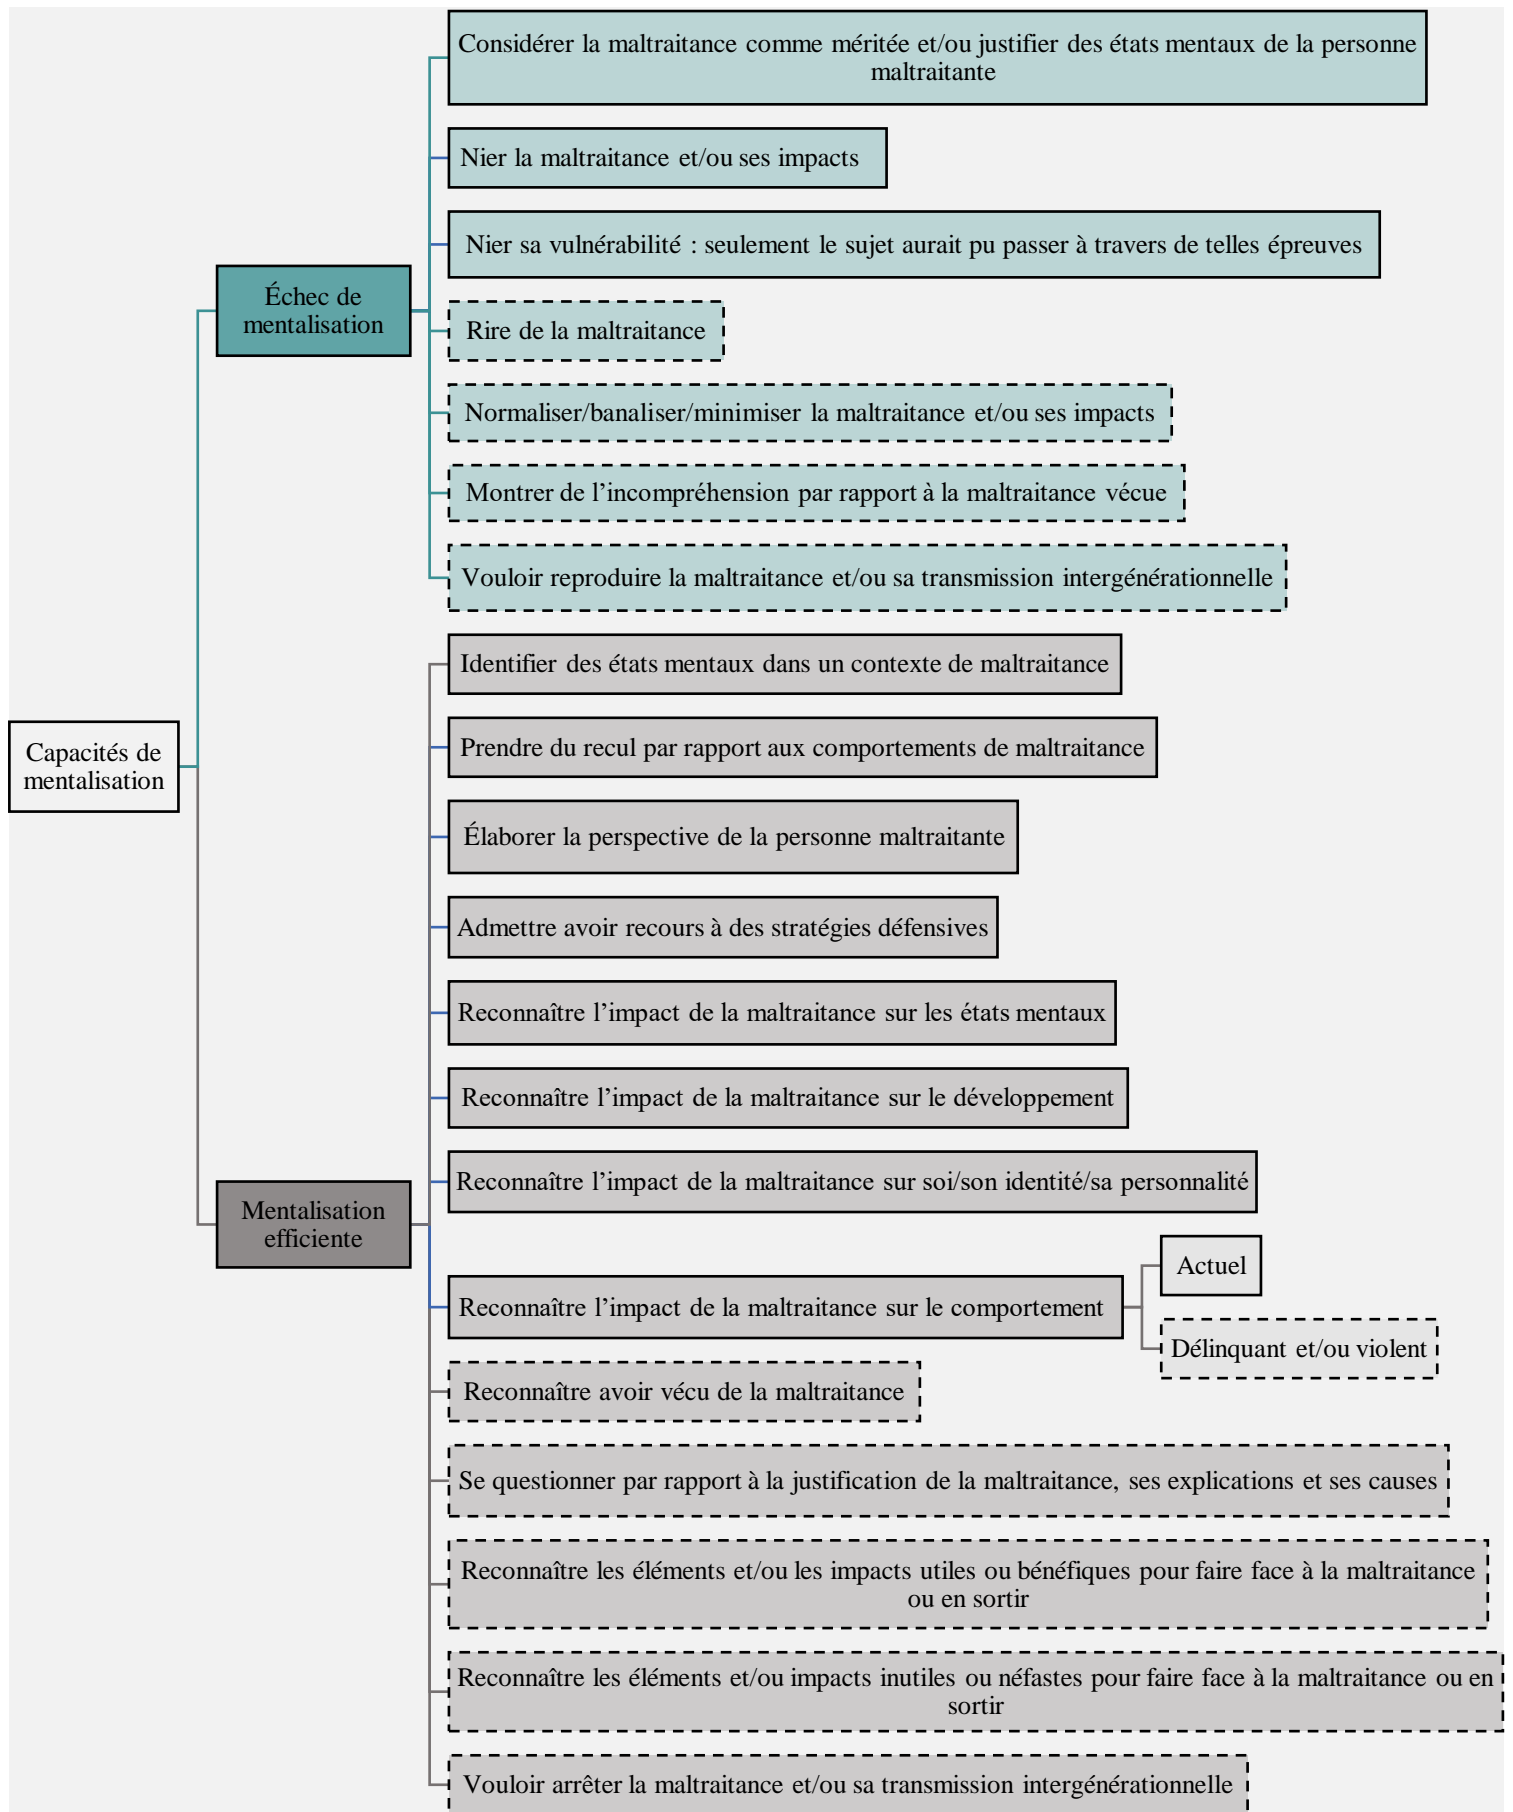 Considérer la maltraitance comme méritée et/ou justifier des états mentaux de la personne
maltraitante
Nier la maltraitance et/ou ses impacts
Nier sa vulnérabilité : seulement le sujet aurait pu passer à travers de telles épreuves
Échec de
mentalisation
Rire de la maltraitance
Normaliser/banaliser/minimiser la maltraitance et/ou ses impacts
Montrer de l’incompréhension par rapport à la maltraitance vécue
Vouloir reproduire la maltraitance et/ou sa transmission intergénérationnelle
Identifier des états mentaux dans un contexte de maltraitance
Capacités de
mentalisation
Prendre du recul par rapport aux comportements de maltraitance
Élaborer la perspective de la personne maltraitante
Admettre avoir recours à des stratégies défensives
Reconnaître l’impact de la maltraitance sur les états mentaux
Reconnaître l’impact de la maltraitance sur le développement
Reconnaître l’impact de la maltraitance sur soi/son identité/sa personnalité
Mentalisation
efficiente
Reconnaître l’impact de la maltraitance sur le comportement
Actuel
Délinquant et/ou violent
Reconnaître avoir vécu de la maltraitance
Se questionner par rapport à la justification de la maltraitance, ses explications et ses causes
Reconnaître les éléments et/ou les impacts utiles ou bénéfiques pour faire face à la maltraitance
ou en sortir
Reconnaître les éléments et/ou impacts inutiles ou néfastes pour faire face à la maltraitance ou en
sortir
Vouloir arrêter la maltraitance et/ou sa transmission intergénérationnelle